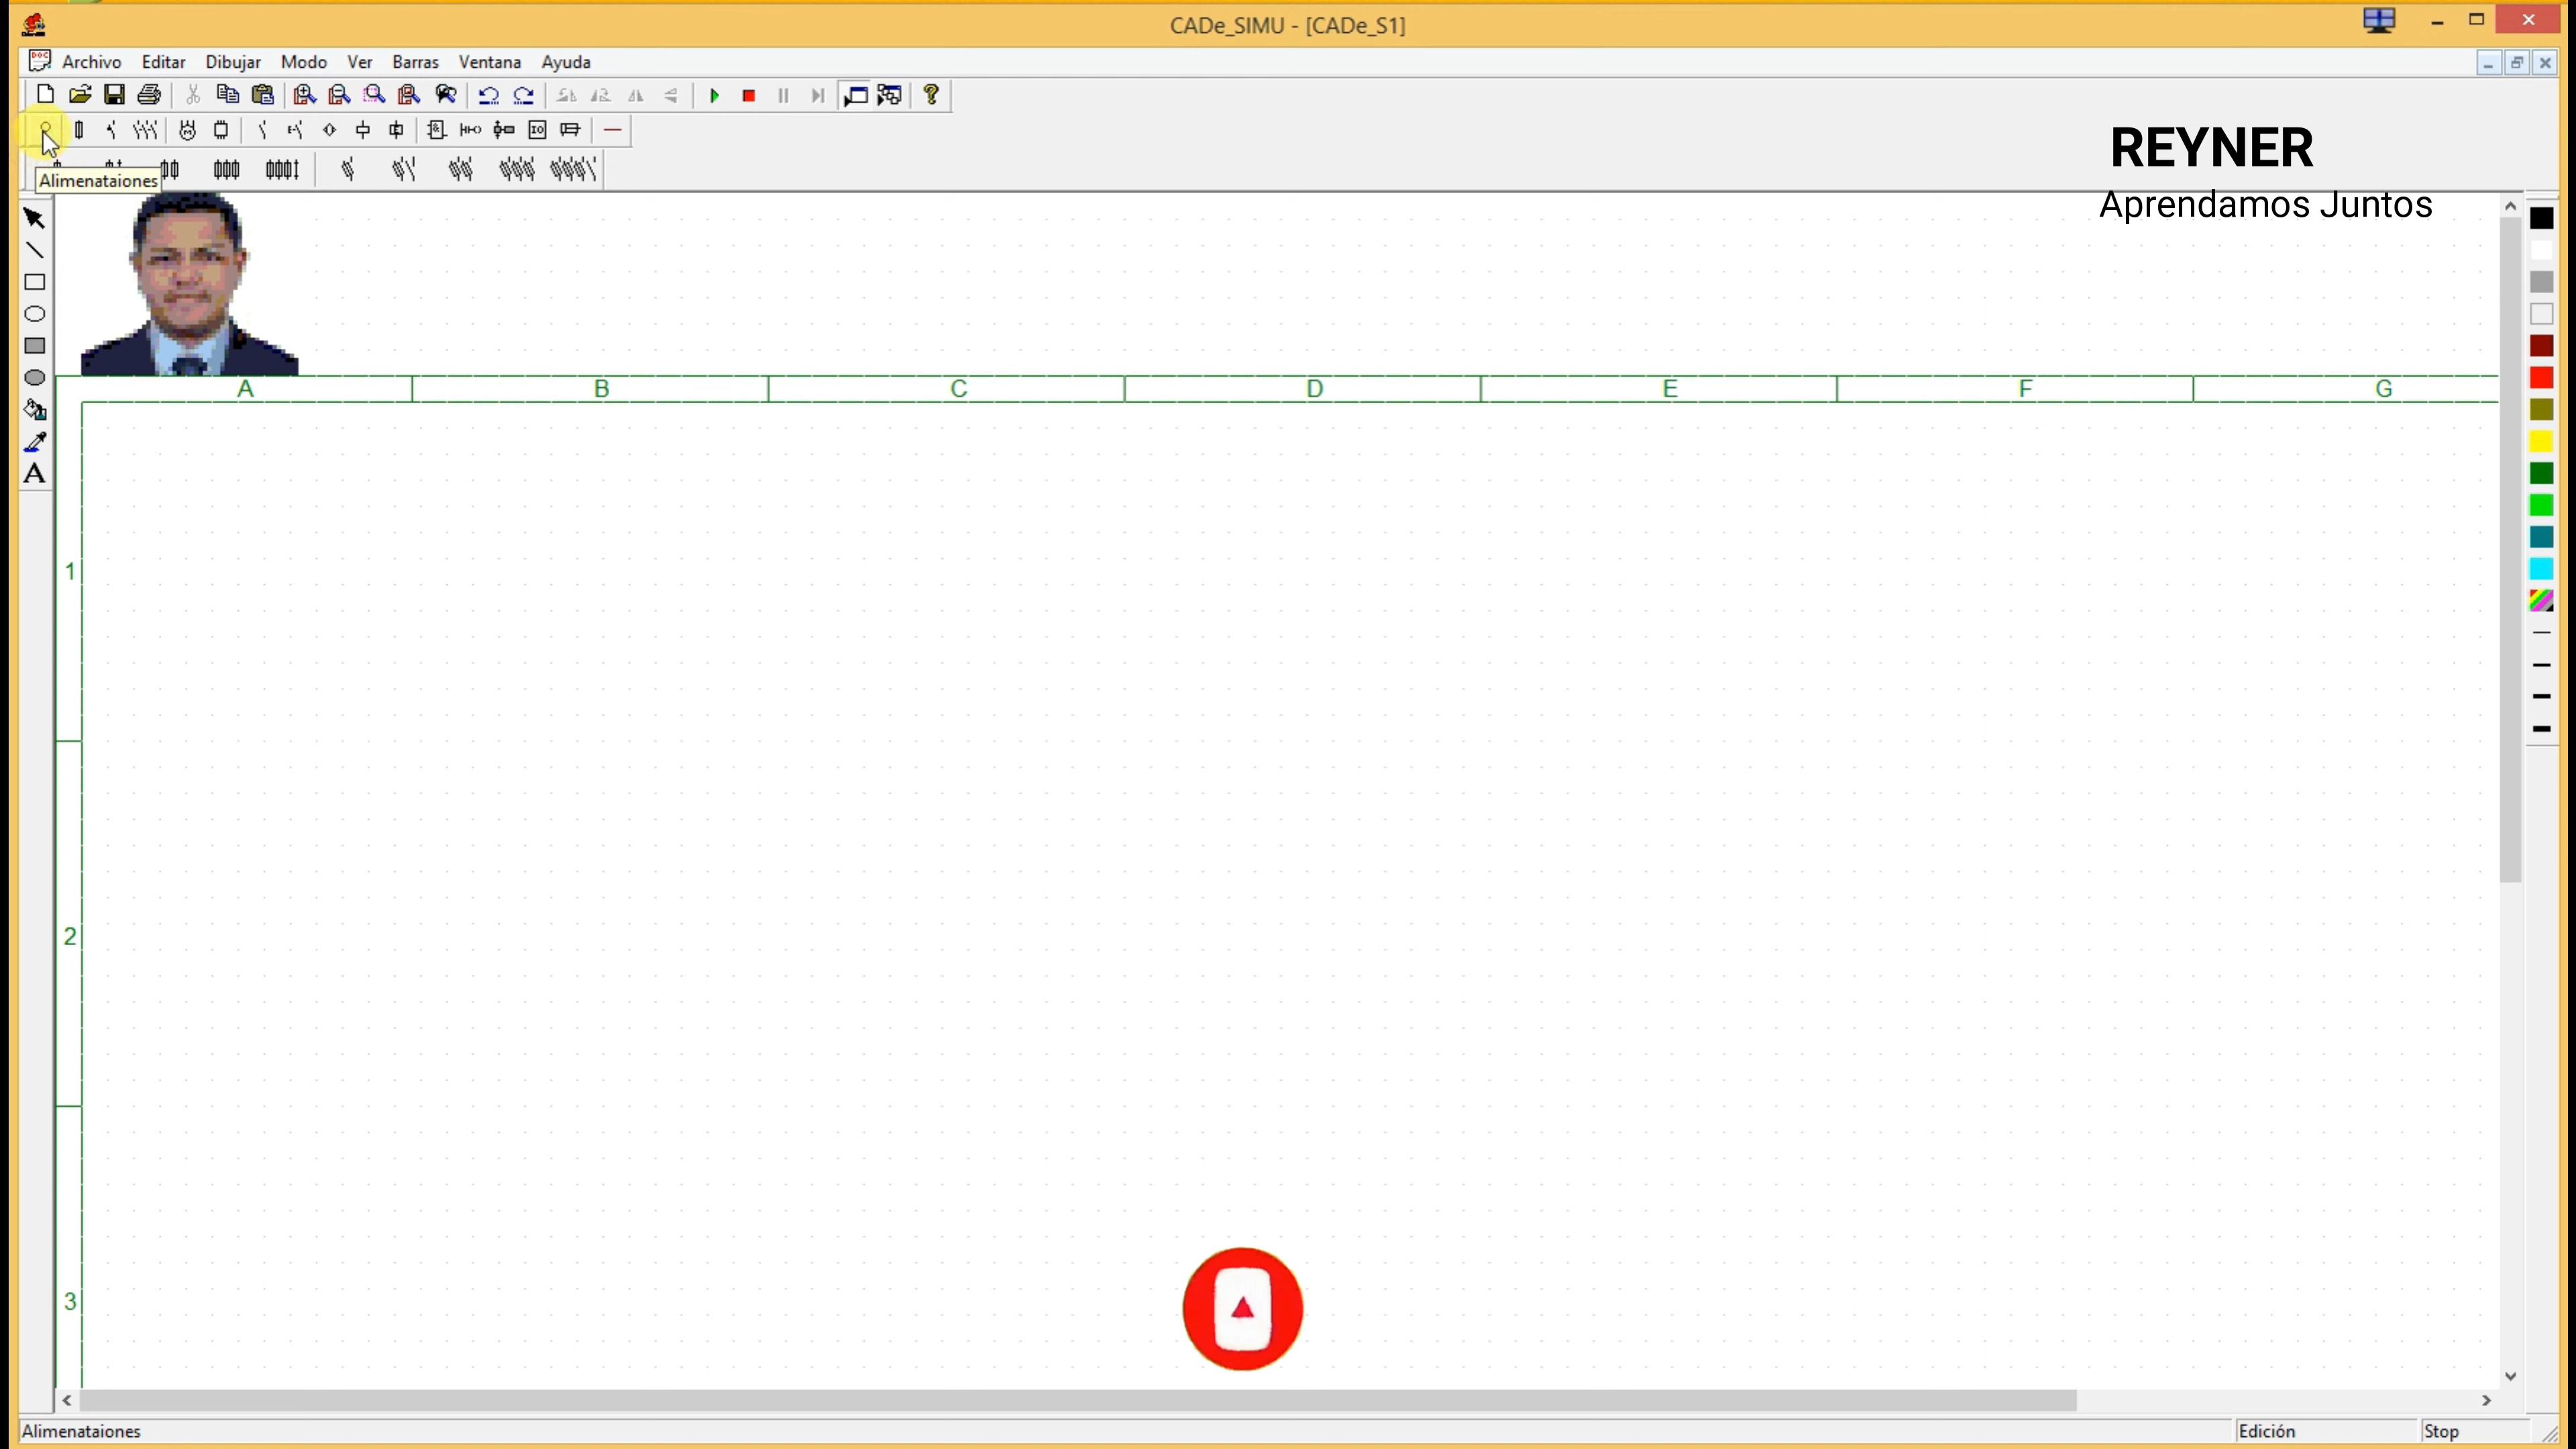 CADe_SIMU - [CADe_S1]
Archivo Editar Dibujar Modo Ver Barras Ventana Ayuda
REYNER
Aprendamos Juntos
Alimenataiones
A B C D E F G
1
2
3
A
Alimenataiones
Edición
Stop